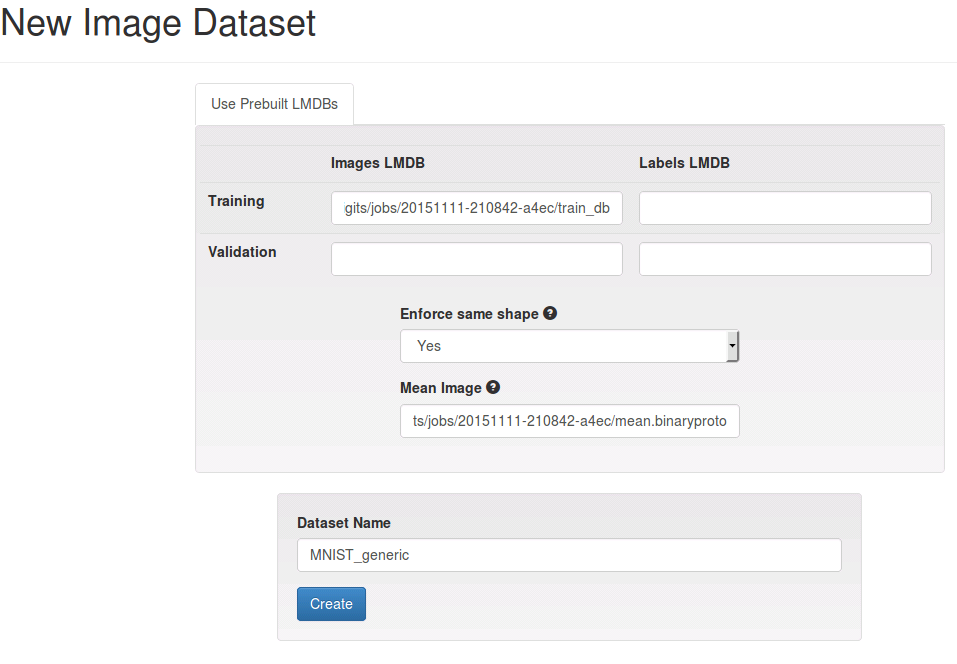 New Image Dataset
Use Prebuilt LMDBs
Images LMDB Labels LMDB
Training gits/jobs/20151111-210842-a4ec/train_db
Validation
Enforce same shape ?
Yes
Mean Image ?
ts/jobs/20151111-210842-a4ec/mean.binaryproto
Dataset Name
MNIST_generic
Create